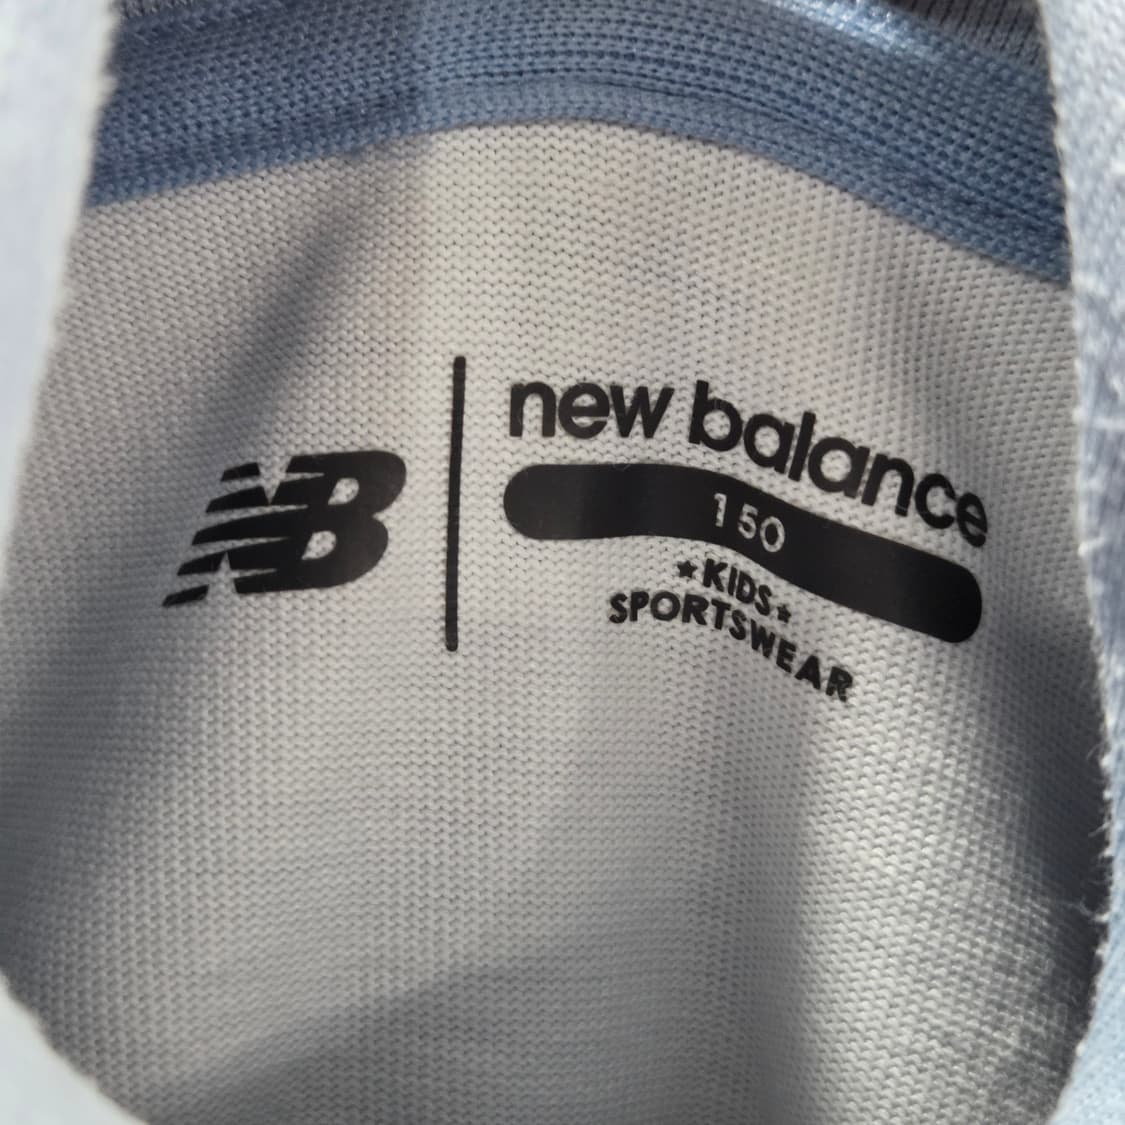 NB
new balance
150
★KIDS★
SPORTSWEAR